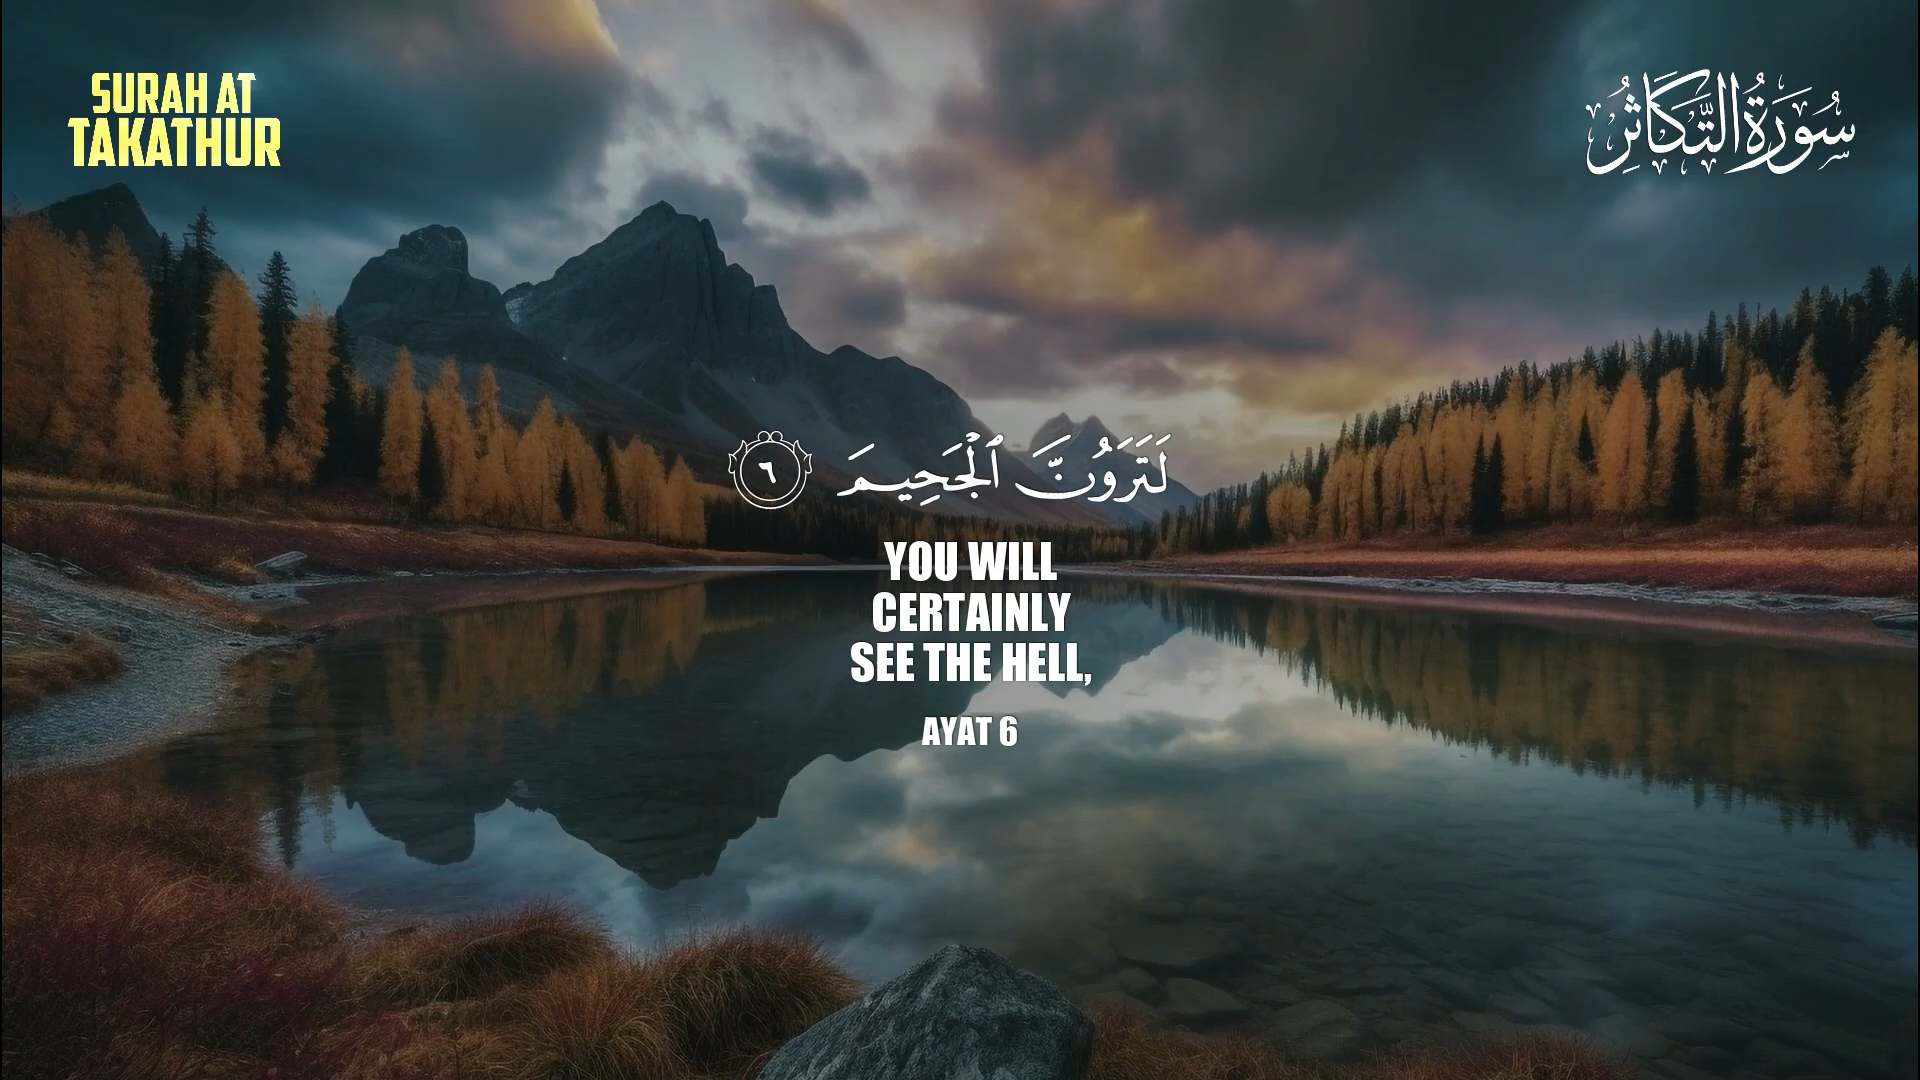 SURAH AT
TAKATHUR
سُورَةُ التَّكَاثُرِ
لَتَرَوُنَّ ٱلْجَحِيمَ ٦
YOU WILL
CERTAINLY
SEE THE HELL,
AYAT 6